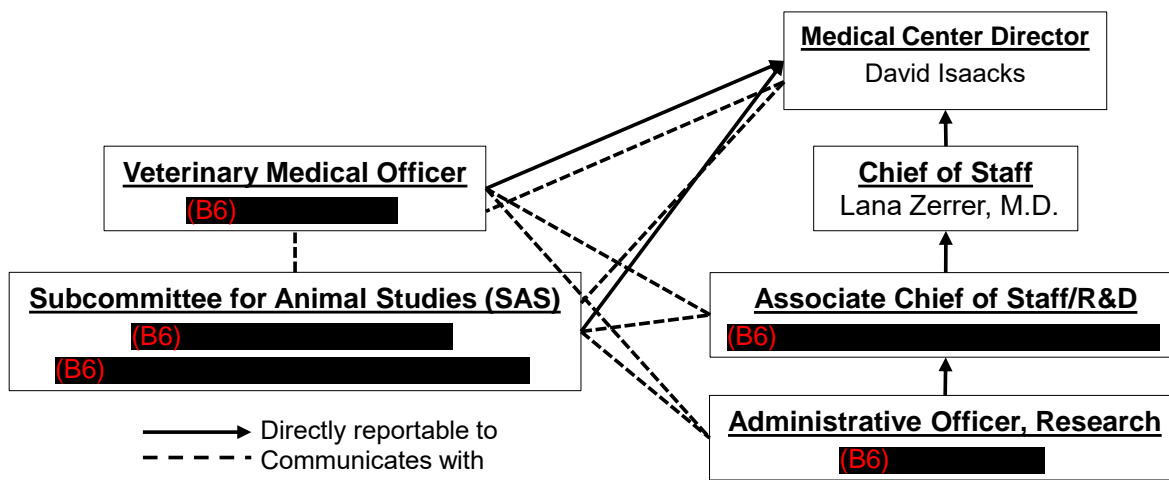 Medical Center Director
David Isaacks
Veterinary Medical Officer
(B6)
Chief of Staff
Lana Zerrer, M.D.
Subcommittee for Animal Studies (SAS)
(B6)
(B6)
Associate Chief of Staff/R&D
(B6)
Administrative Officer, Research
(B6)
Directly reportable to
Communicates with